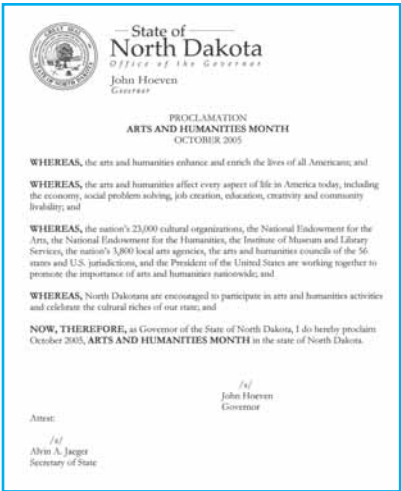 GREAT SEAL
STATE OF NORTH DAKOTA
State of
North Dakota
Office of the Governor
John Hoeven
Governor
PROCLAMATION
ARTS AND HUMANITIES MONTH
OCTOBER 2005
WHEREAS, the arts and humanities enhance and enrich the lives of all Americans; and
WHEREAS, the arts and humanities affect every aspect of life in America today, including
the economy, social problem solving, job creation, education, creativity and community
livability; and
WHEREAS, the nation's 23,000 cultural organizations, the National Endowment for the
Arts, the National Endowment for the Humanities, the Institute of Museum and Library
Services, the nation's 3,800 local arts agencies, the arts and humanities councils of the 56
states and U.S. jurisdictions, and the President of the United States are working together to
promote the importance of arts and humanities nationwide; and
WHEREAS, North Dakotans are encouraged to participate in arts and humanities activities
and celebrate the cultural riches of our state; and
NOW, THEREFORE, as Governor of the State of North Dakota, I do hereby proclaim
October 2005, ARTS AND HUMANITIES MONTH in the state of North Dakota.
/s/
John Hoeven
Governor
Attest:
/s/
Alvin A. Jaeger
Secretary of State